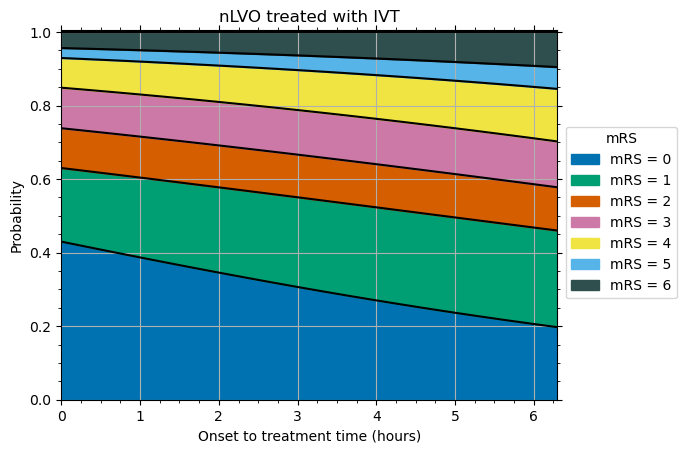 nLVO treated with IVT
1.0
0.8
0.6
0.4
0.2
0.0
Probability
0 1 2 3 4 5 6
Onset to treatment time (hours)
mRS
mRS = 0
mRS = 1
mRS = 2
mRS = 3
mRS = 4
mRS = 5
mRS = 6